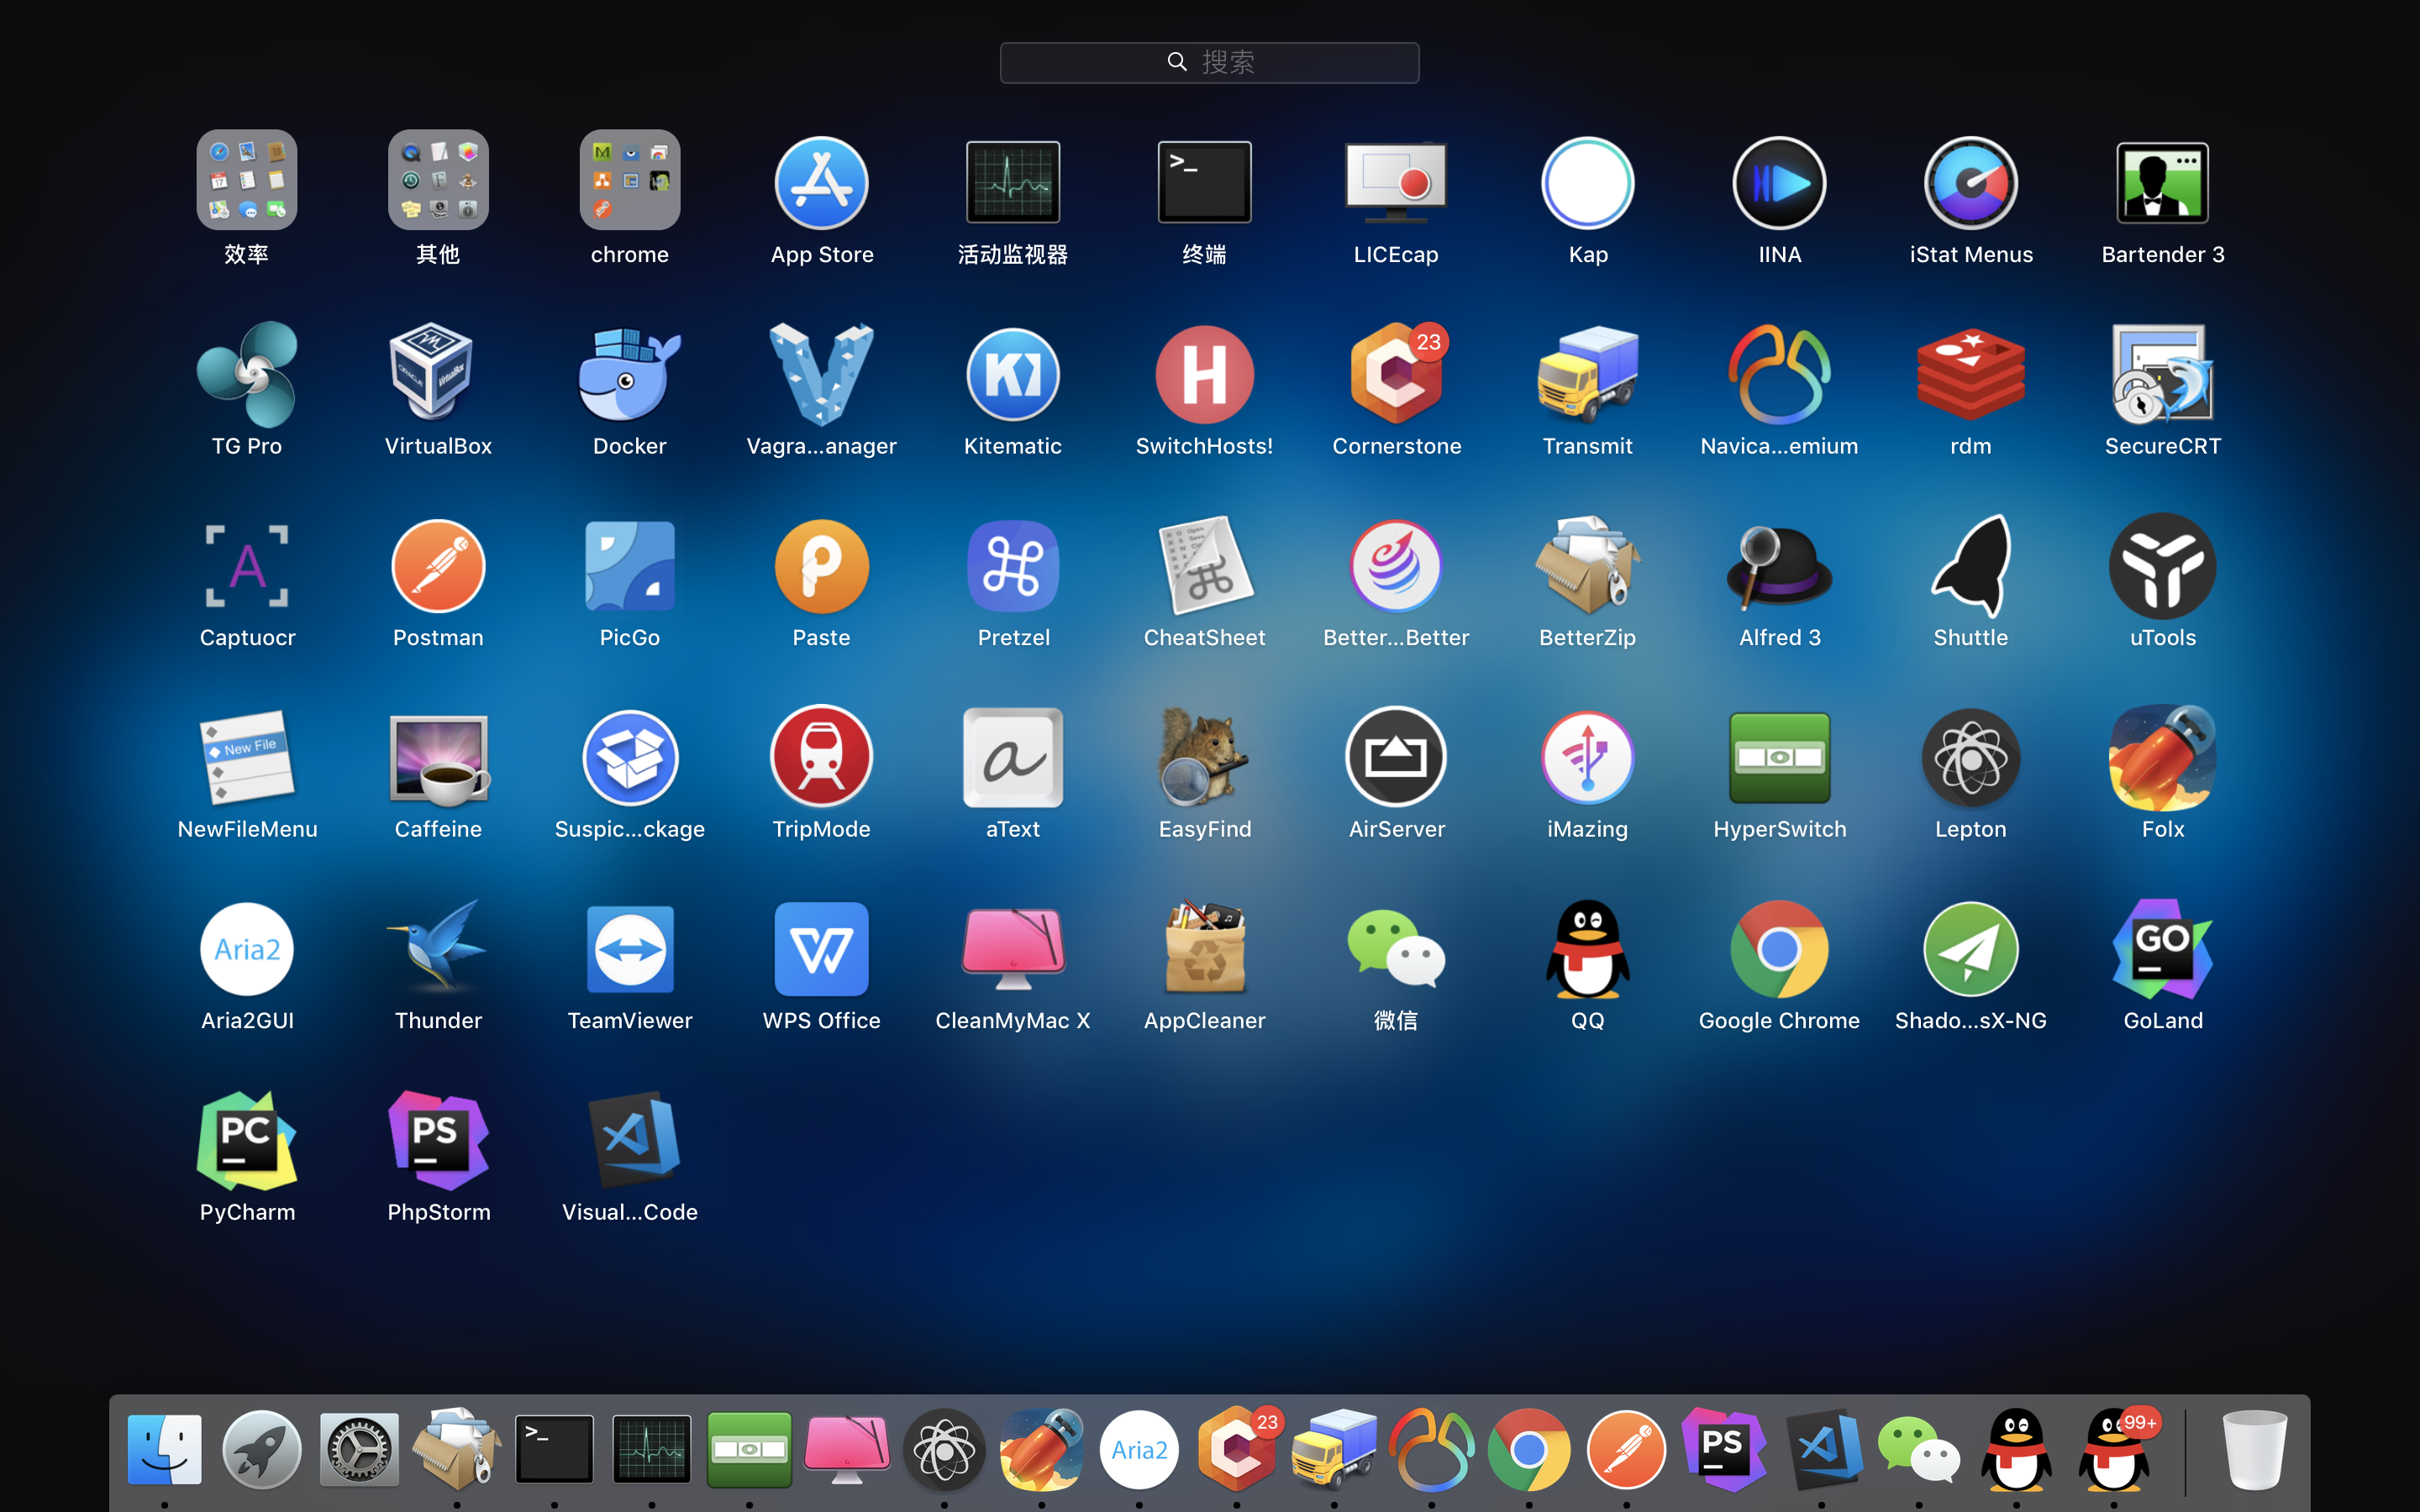 搜索
效率 其他 chrome App Store 活动监视器 终端 LICEcap Kap IINA iStat Menus Bartender 3
23
TG Pro VirtualBox Docker Vagra...anager Kitematic SwitchHosts! Cornerstone Transmit Navica...emium rdm SecureCRT
Captuocr Postman PicGo Paste Pretzel CheatSheet Better...Better BetterZip Alfred 3 Shuttle uTools
New File
NewFileMenu Caffeine Suspic...ckage TripMode aText EasyFind AirServer iMazing HyperSwitch Lepton Folx
Aria2 GO
Aria2GUI Thunder TeamViewer WPS Office CleanMyMac X AppCleaner 微信 QQ Google Chrome Shado...sX-NG GoLand
PC PS
PyCharm PhpStorm Visual...Code
>_ Aria2 23 PS 99+